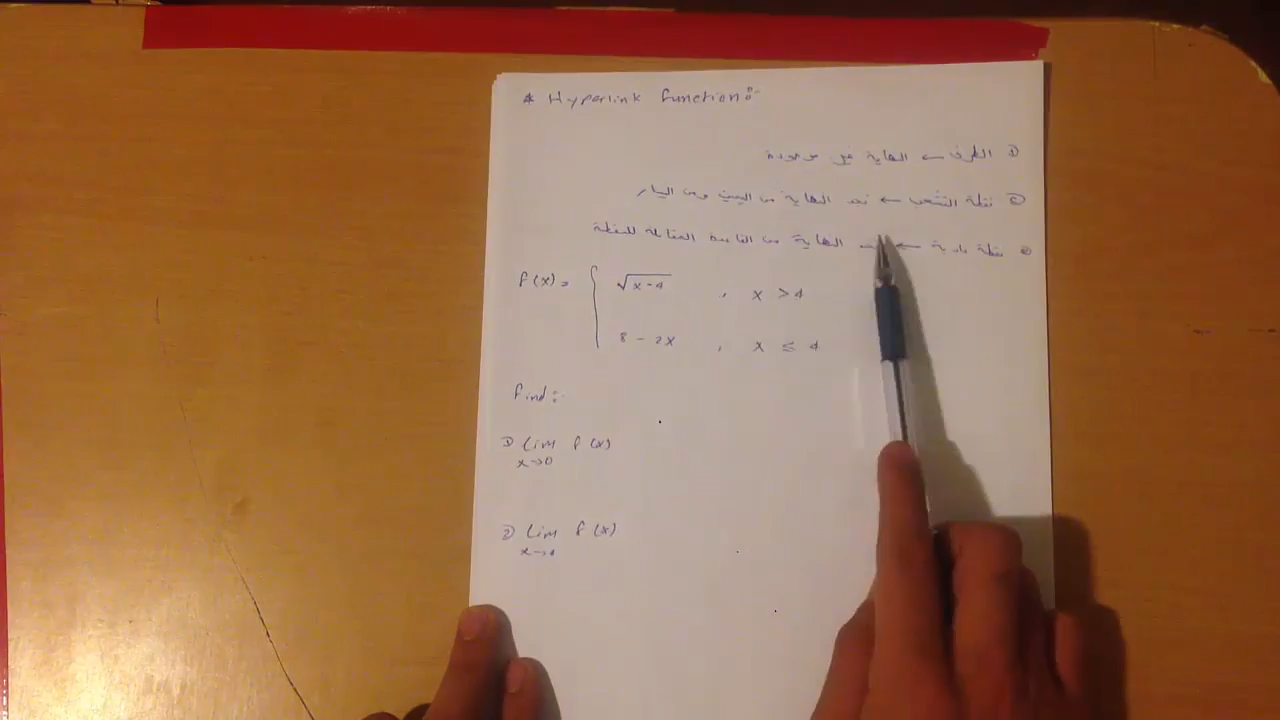 * Hyperlink function:-
① الطرف ← النهاية غير موجودة
② نقطة التشعب ← نجد النهاية من اليمين ومن اليسار
③ نقطة عادية ← النهاية من القاعدة المقابلة للنقطة
f(x) = { √x-4 , x > 4
8 - 2x , x ≤ 4
find:-
① lim f(x)
x→0
② lim f(x)
x→4